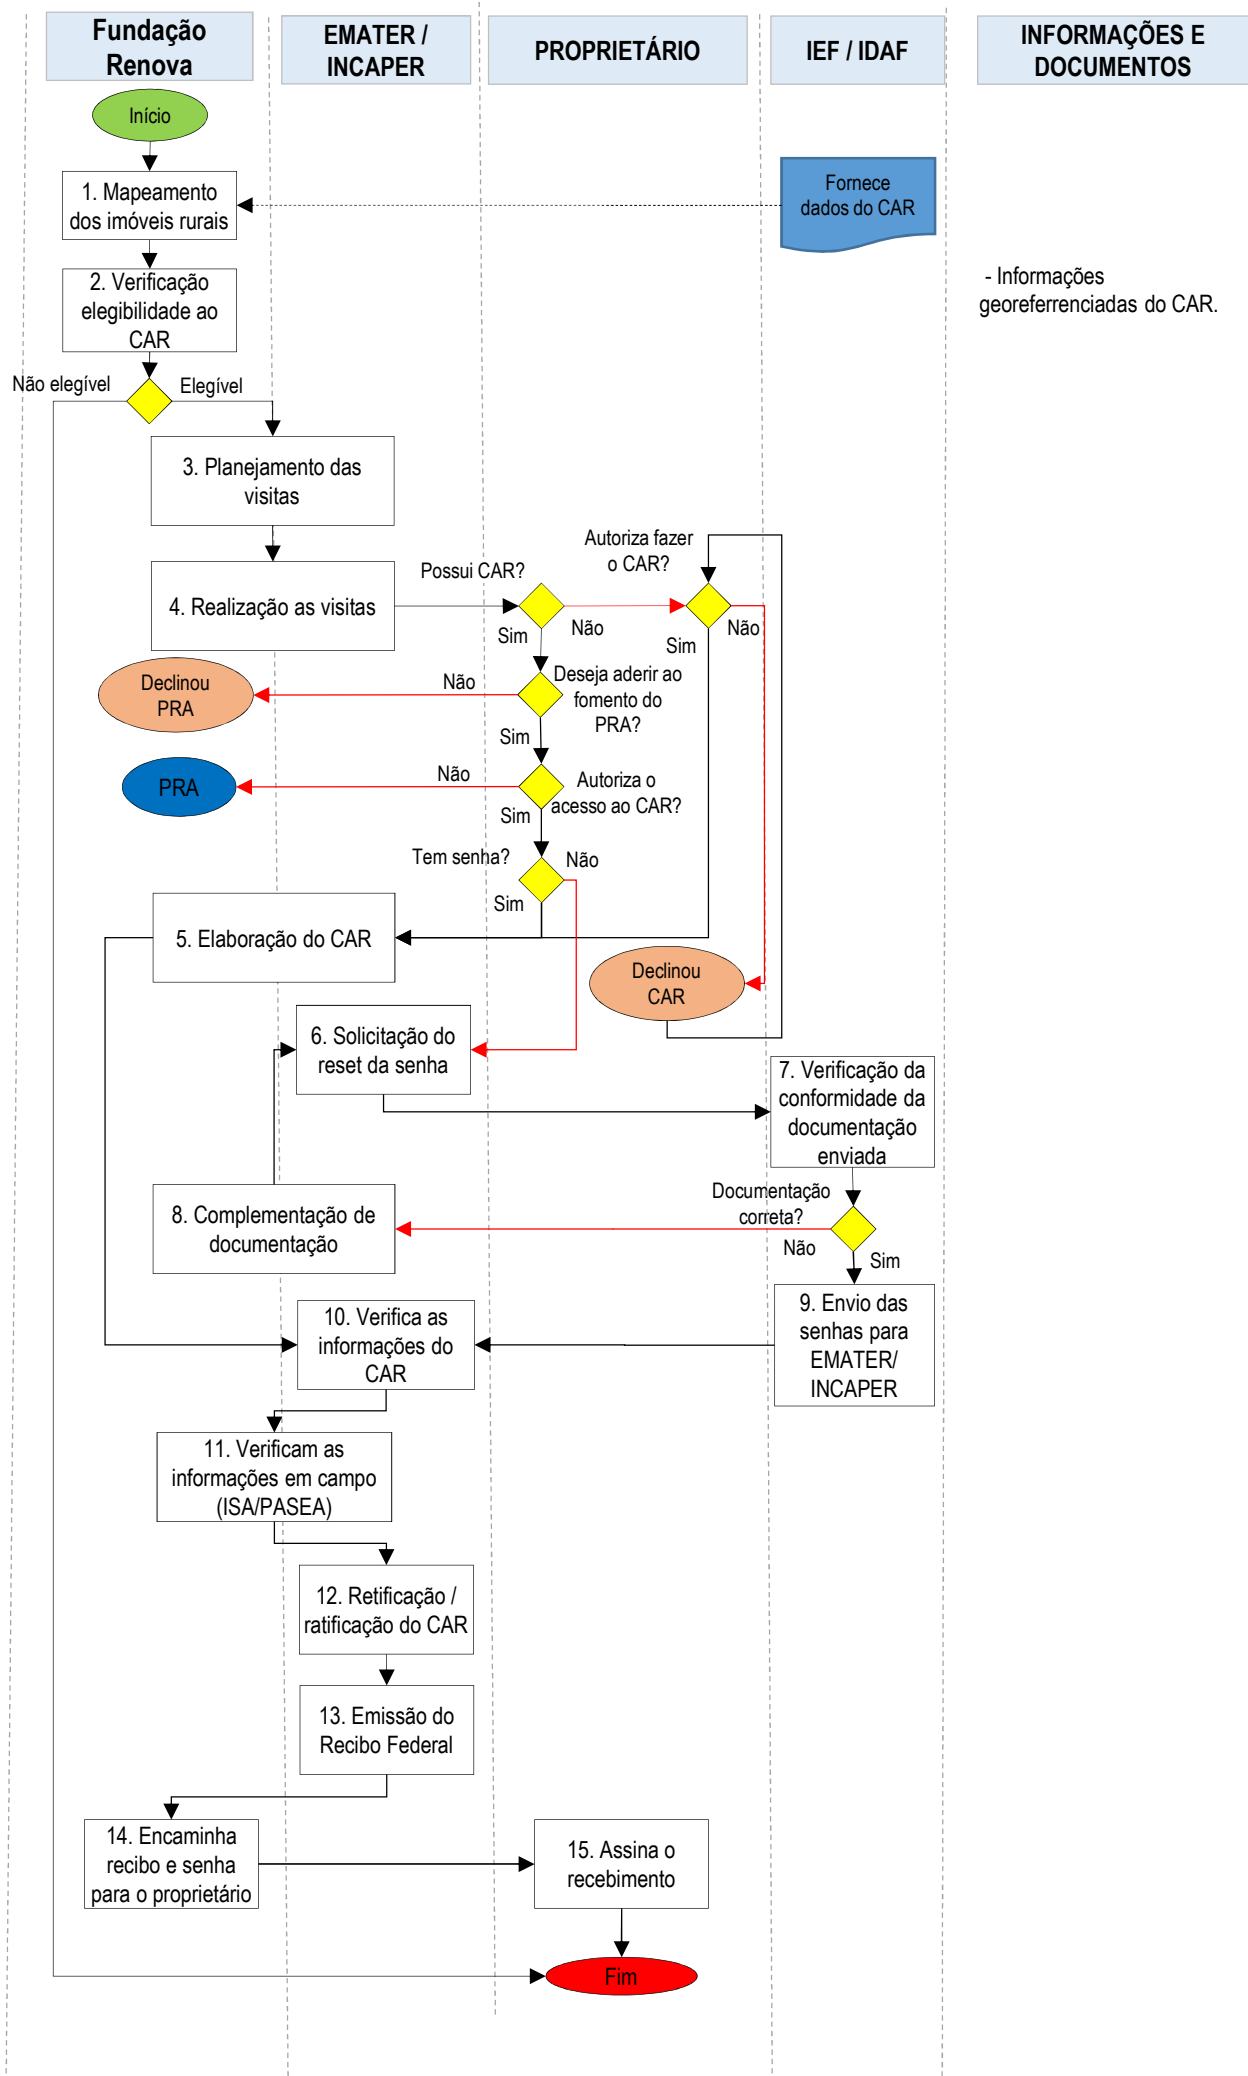 Fundação
Renova
EMATER /
INCAPER
PROPRIETÁRIO
IEF / IDAF
INFORMAÇÕES E
DOCUMENTOS
Início
1. Mapeamento
dos imóveis rurais
Fornece
dados do CAR
2. Verificação
elegibilidade ao
CAR
- Informações
georeferrenciadas do CAR.
Não elegível
Elegível
3. Planejamento das
visitas
4. Realização as visitas
Possui CAR?
Autoriza fazer
o CAR?
Sim
Não
Sim
Não
Declinou
PRA
Não
Deseja aderir ao
fomento do
PRA?
Sim
PRA
Não
Autoriza o
acesso ao CAR?
Sim
Tem senha?
Não
Sim
5. Elaboração do CAR
Declinou
CAR
6. Solicitação do
reset da senha
7. Verificação da
conformidade da
documentação
enviada
8. Complementação de
documentação
Documentação
correta?
Não
Sim
9. Envio das
senhas para
EMATER/
INCAPER
10. Verifica as
informações do
CAR
11. Verificam as
informações em campo
(ISA/PASEA)
12. Retificação /
ratificação do CAR
13. Emissão do
Recibo Federal
14. Encaminha
recibo e senha
para o proprietário
15. Assina o
recebimento
Fim